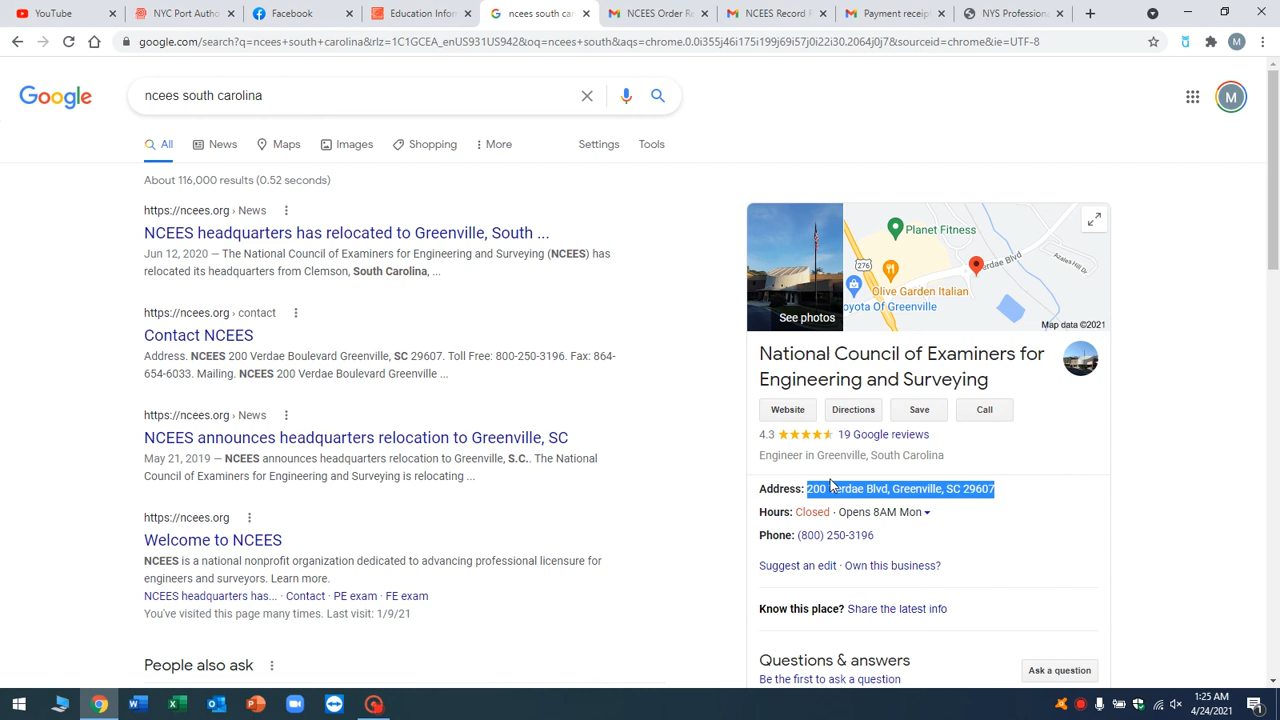 YouTube
NYC Port Autho
Facebook
Education Infor
ncees south car
NCEES Order Re
NCEES Record R
Payment receip
NYS Profession
google.com/search?q=ncees+south+carolina&rlz=1C1GCEA_enUS931US942&oq=ncees+south&aqs=chrome.0.0i355j46i175i199j69i57j0i22i30.2064j0j7&sourceid=chrome&ie=UTF-8
M
Google
ncees south carolina
M
All
News
Maps
Images
Shopping
More
Settings
Tools
About 116,000 results (0.52 seconds)
https://ncees.org › News
NCEES headquarters has relocated to Greenville, South ...
Jun 12, 2020 — The National Council of Examiners for Engineering and Surveying (NCEES) has
relocated its headquarters from Clemson, South Carolina, ...
https://ncees.org › contact
Contact NCEES
Address. NCEES 200 Verdae Boulevard Greenville, SC 29607. Toll Free: 800-250-3196. Fax: 864-
654-6033. Mailing. NCEES 200 Verdae Boulevard Greenville ...
https://ncees.org › News
NCEES announces headquarters relocation to Greenville, SC
May 21, 2019 — NCEES announces headquarters relocation to Greenville, S.C.. The National
Council of Examiners for Engineering and Surveying is relocating ...
https://ncees.org
Welcome to NCEES
NCEES is a national nonprofit organization dedicated to advancing professional licensure for
engineers and surveyors. Learn more.
NCEES headquarters has... · Contact · PE exam · FE exam
You've visited this page many times. Last visit: 1/9/21
People also ask
See photos
Planet Fitness
276
erdae Blvd
Azalea Hill Dr
Olive Garden Italian
oyota Of Greenville
Map data ©2021
National Council of Examiners for
Engineering and Surveying
Website
Directions
Save
Call
4.3 19 Google reviews
Engineer in Greenville, South Carolina
Address: 200 Verdae Blvd, Greenville, SC 29607
Hours: Closed · Opens 8AM Mon
Phone: (800) 250-3196
Suggest an edit · Own this business?
Know this place? Share the latest info
Questions & answers
Be the first to ask a question
Ask a question
1:25 AM
4/24/2021